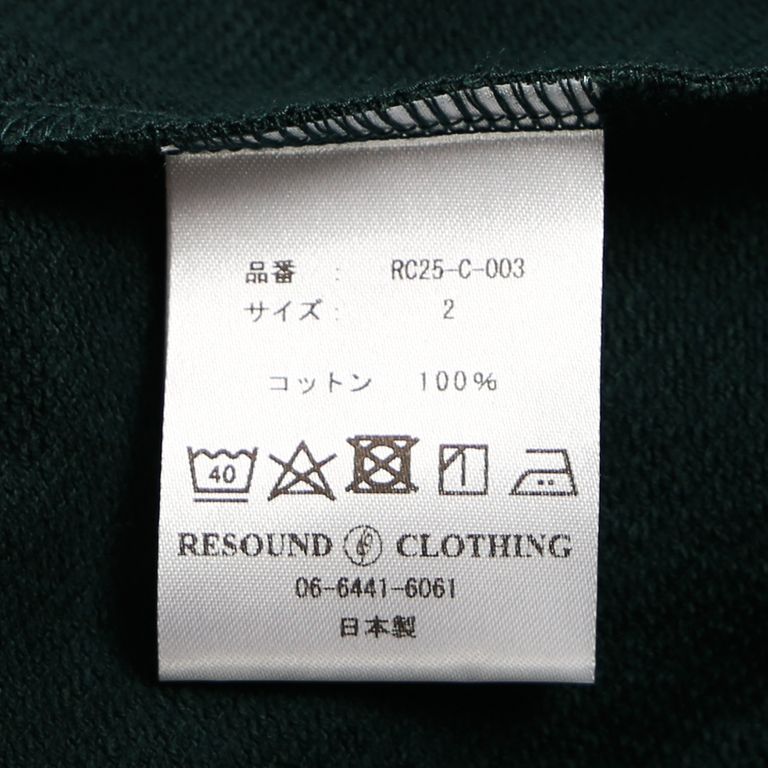 品番 : RC25-C-003
サイズ : 2
コットン 100%
40
RESOUND CLOTHING
06-6441-6061
日本製